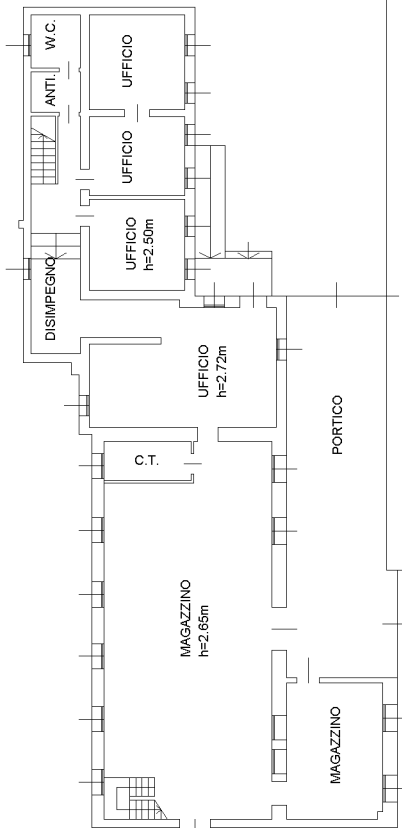 W.C.
UFFICIO
ANTI.
UFFICIO
UFFICIO
h=2.50m
DISIMPEGNO
UFFICIO
h=2.72m
PORTICO
C.T.
MAGAZZINO
h=2.65m
MAGAZZINO